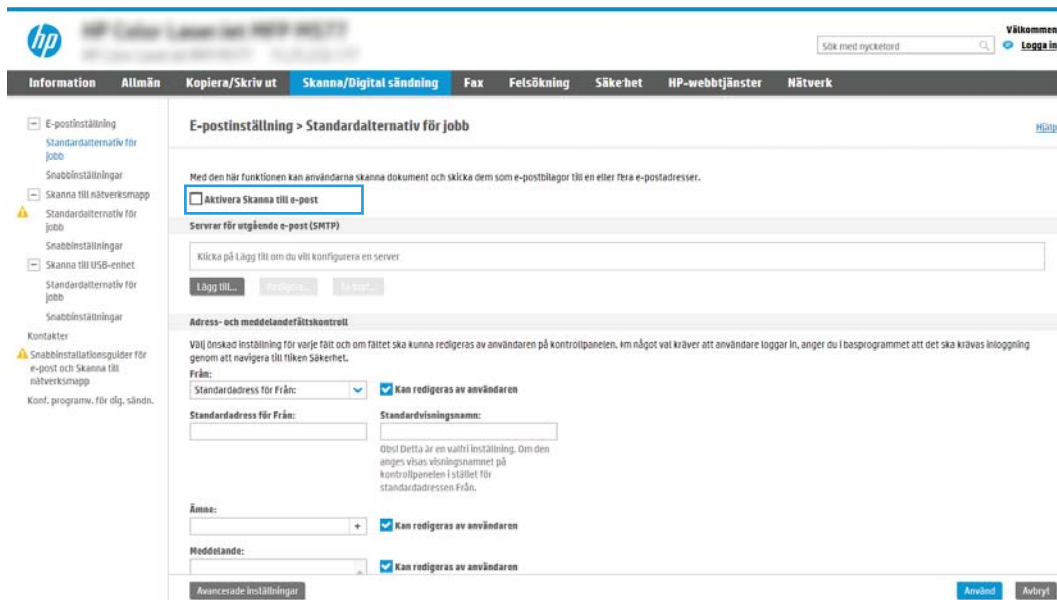 hp
Välkommen
Sök med nyckelord
Logga in
Information Allmän Kopiera/Skriv ut Skanna/Digital sändning Fax Felsökning Säkerhet HP-webbtjänster Nätverk
E-postinställning
Standardalternativ för
jobb
Snabbinställningar
Skanna till nätverksmapp
Standardalternativ för
jobb
Snabbinställningar
Skanna till USB-enhet
Standardalternativ för
jobb
Snabbinställningar
Kontakter
Snabbinstallationsguider för
e-post och Skanna till
nätverksmapp
Konf. programv. för dig. sändn.
E-postinställning > Standardalternativ för jobb
Hjälp
Med den här funktionen kan användarna skanna dokument och skicka dem som e-postbilagor till en eller fera e-postadresser.
Aktivera Skanna till e-post
Servrar för utgående e-post (SMTP)
Klicka på Lägg till om du vill konfigurera en server
Lägg till... Redigera... Ta bort...
Adress- och meddelandefältskontroll
Välj önskad inställning för varje fält och om fältet ska kunna redigeras av användaren på kontrollpanelen. »m något val kräver att användare loggar in, anger du i basprogrammet att det ska krävas inloggning
genom att navigera till fliken Säkerhet.
Från:
Standardadress för Från: Kan redigeras av användaren
Standardadress för Från: Standardvisningsnamn:
Obs! Detta är en valfri inställning. Om den
anges visas visningsnamnet på
kontrollpanelen i stället för
standardadressen Från.
Ämne:
+ Kan redigeras av användaren
Meddelande:
Kan redigeras av användaren
Avancerade inställningar Använd Avbryt